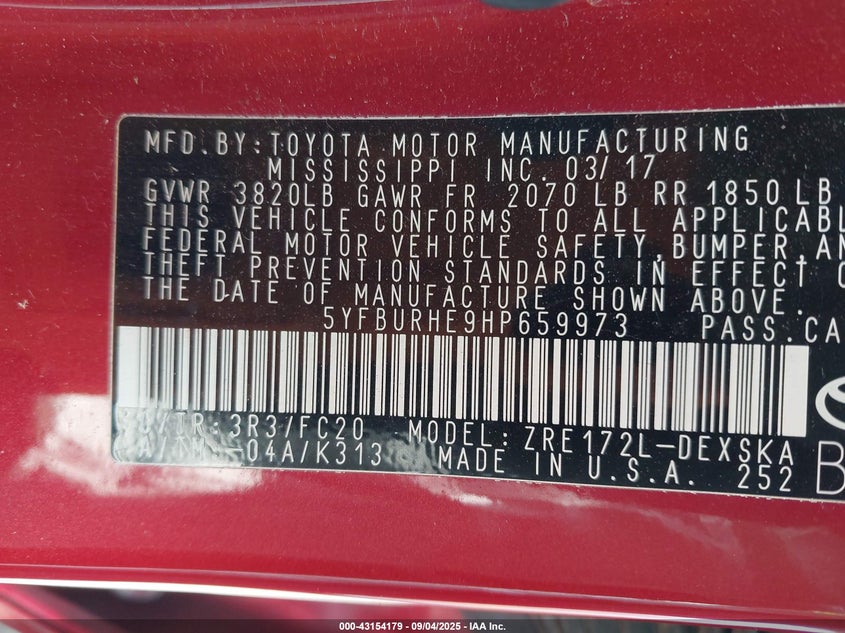 MFD.BY:TOYOTA MOTOR MANUFACTURING
MISSISSIPPI INC. 03/17
GVWR 3820LB GAWR FR 2070 LB RR 1850 LB
THIS VEHICLE CONFORMS TO ALL APPLICABL
FEDERAL MOTOR VEHICLE SAFETY,BUMPER,AN
THEFT PREVENTION STANDARDS IN EFFECT O
THE DATE OF MANUFACTURE SHOWN ABOVE.
5YFBURHE9HP659973 PASS.CA
C/TR:3R3/FC20 MODEL: ZRE172L-DEXSKA
A/TM:-04A/K313 MADE IN U.S.A. 252
000-43154179 - 09/04/2025 - IAA Inc.